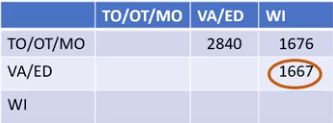 TO/OT/MO VA/ED WI
TO/OT/MO 2840 1676
VA/ED 1667
WI